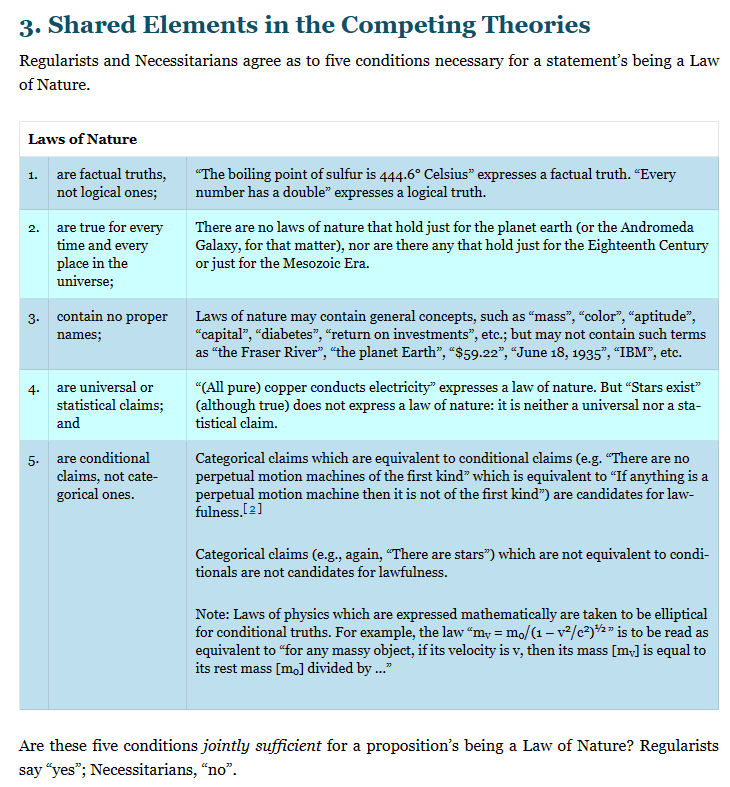 3. Shared Elements in the Competing Theories
Regularists and Necessitarians agree as to five conditions necessary for a statement's being a Law
of Nature.
Laws of Nature
1. are factual truths,
not logical ones;
“The boiling point of sulfur is 444.6° Celsius” expresses a factual truth. “Every
number has a double” expresses a logical truth.
2. are true for every
time and every
place in the
universe;
There are no laws of nature that hold just for the planet earth (or the Andromeda
Galaxy, for that matter), nor are there any that hold just for the Eighteenth Century
or just for the Mesozoic Era.
3. contain no proper
names;
Laws of nature may contain general concepts, such as “mass”, “color”, “aptitude”,
“capital”, “diabetes”, “return on investments”, etc.; but may not contain such terms
as “the Fraser River”, “the planet Earth”, “$59.22”, “June 18, 1935”, “IBM”, etc.
4. are universal or
statistical claims;
and
“(All pure) copper conducts electricity” expresses a law of nature. But “Stars exist”
(although true) does not express a law of nature: it is neither a universal nor a sta-
tistical claim.
5. are conditional
claims, not cate-
gorical ones.
Categorical claims which are equivalent to conditional claims (e.g. “There are no
perpetual motion machines of the first kind” which is equivalent to “If anything is a
perpetual motion machine then it is not of the first kind”) are candidates for law-
fulness.[2]
Categorical claims (e.g., again, “There are stars”) which are not equivalent to condi-
tionals are not candidates for lawfulness.
Note: Laws of physics which are expressed mathematically are taken to be elliptical
for conditional truths. For example, the law “mᵥ = m₀/(1 – v²/c²)^½ ” is to be read as
equivalent to “for any massy object, if its velocity is v, then its mass [mᵥ] is equal to
its rest mass [m₀] divided by ...”
Are these five conditions jointly sufficient for a proposition's being a Law of Nature? Regularists
say “yes”; Necessitarians, “no”.